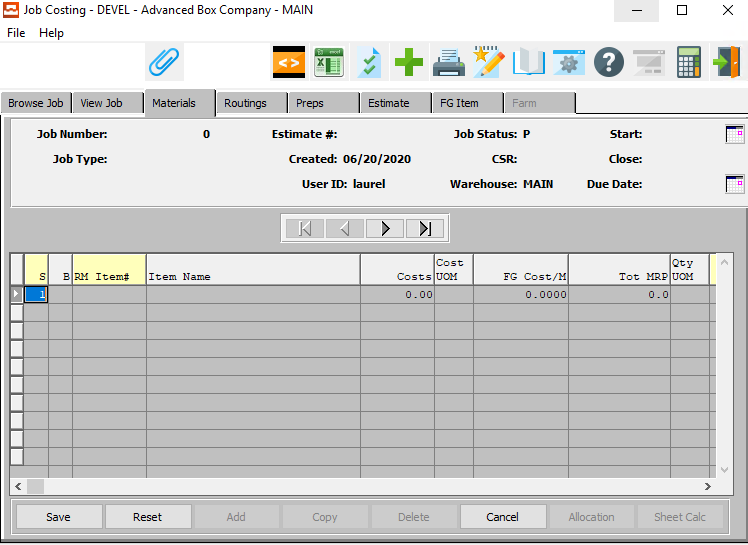 Job Costing - DEVEL - Advanced Box Company - MAIN
File Help
<> X excel ?
Browse Job View Job Materials Routings Preps Estimate FG Item Farm
Job Number: 0 Estimate #: Job Status: P Start:
Job Type: Created: 06/20/2020 CSR: Close:
User ID: laurel Warehouse: MAIN Due Date:
Cost Qty
S B RM Item# Item Name Costs UOM FG Cost/M Tot MRP UOM
1 0.00 0.0000 0.0
Save Reset Add Copy Delete Cancel Allocation Sheet Calc